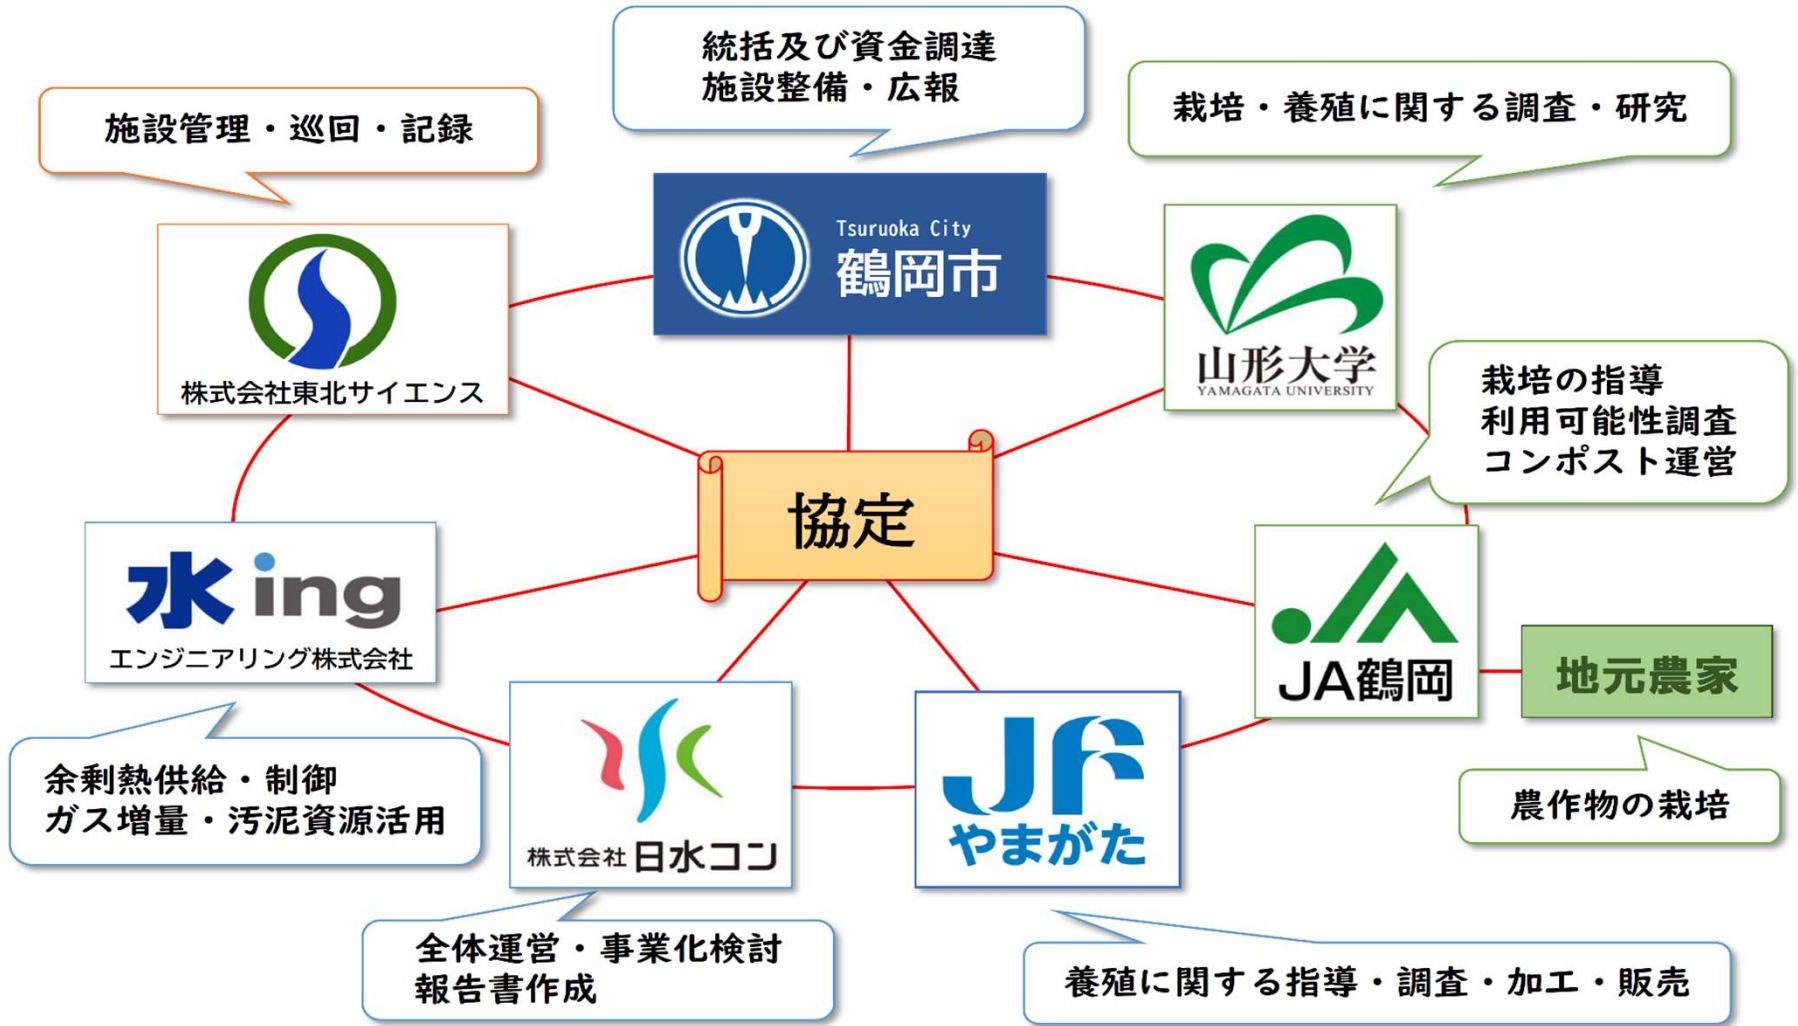 統括及び資金調達
施設整備・広報
施設管理・巡回・記録
栽培・養殖に関する調査・研究
Tsuruoka City
鶴岡市
株式会社東北サイエンス
山形大学
YAMAGATA UNIVERSITY
栽培の指導
利用可能性調査
コンポスト運営
協定
水ing
エンジニアリング株式会社
JA鶴岡
地元農家
余剰熱供給・制御
ガス増量・汚泥資源活用
株式会社日水コン
JF
やまがた
農作物の栽培
全体運営・事業化検討
報告書作成
養殖に関する指導・調査・加工・販売